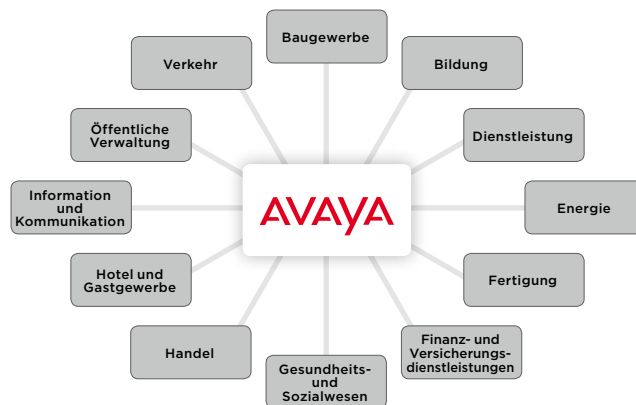 Baugewerbe
Verkehr
Bildung
Öffentliche
Verwaltung
Dienstleistung
Information
und
Kommunikation
AVAYA
Energie
Hotel und
Gastgewerbe
Fertigung
Handel
Finanz- und
Versicherungs-
dienstleistungen
Gesundheits-
und
Sozialwesen